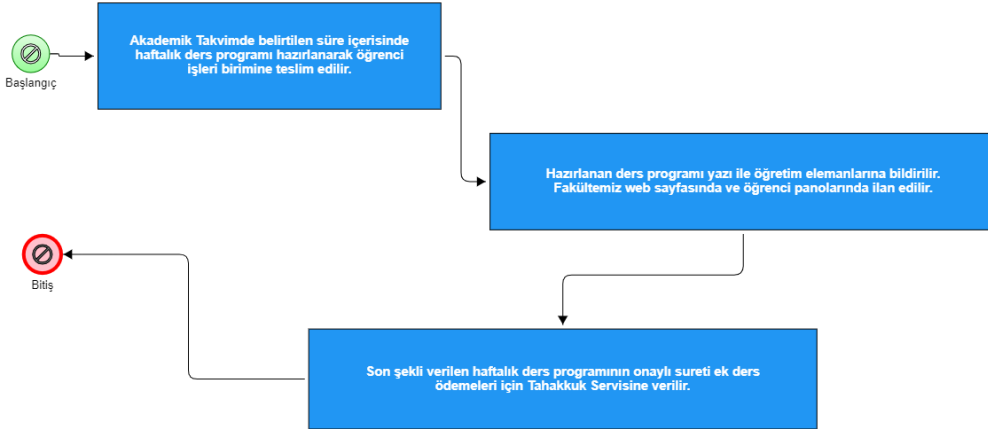 Başlangıç
Akademik Takvimde belirtilen süre içerisinde
haftalık ders programı hazırlanarak öğrenci
işleri birimine teslim edilir.
Hazırlanan ders programı yazı ile öğretim elemanlarına bildirilir.
Fakültemiz web sayfasında ve öğrenci panolarında ilan edilir.
Bitiş
Son şekli verilen haftalık ders programının onaylı sureti ek ders
ödemeleri için Tahakkuk Servisine verilir.